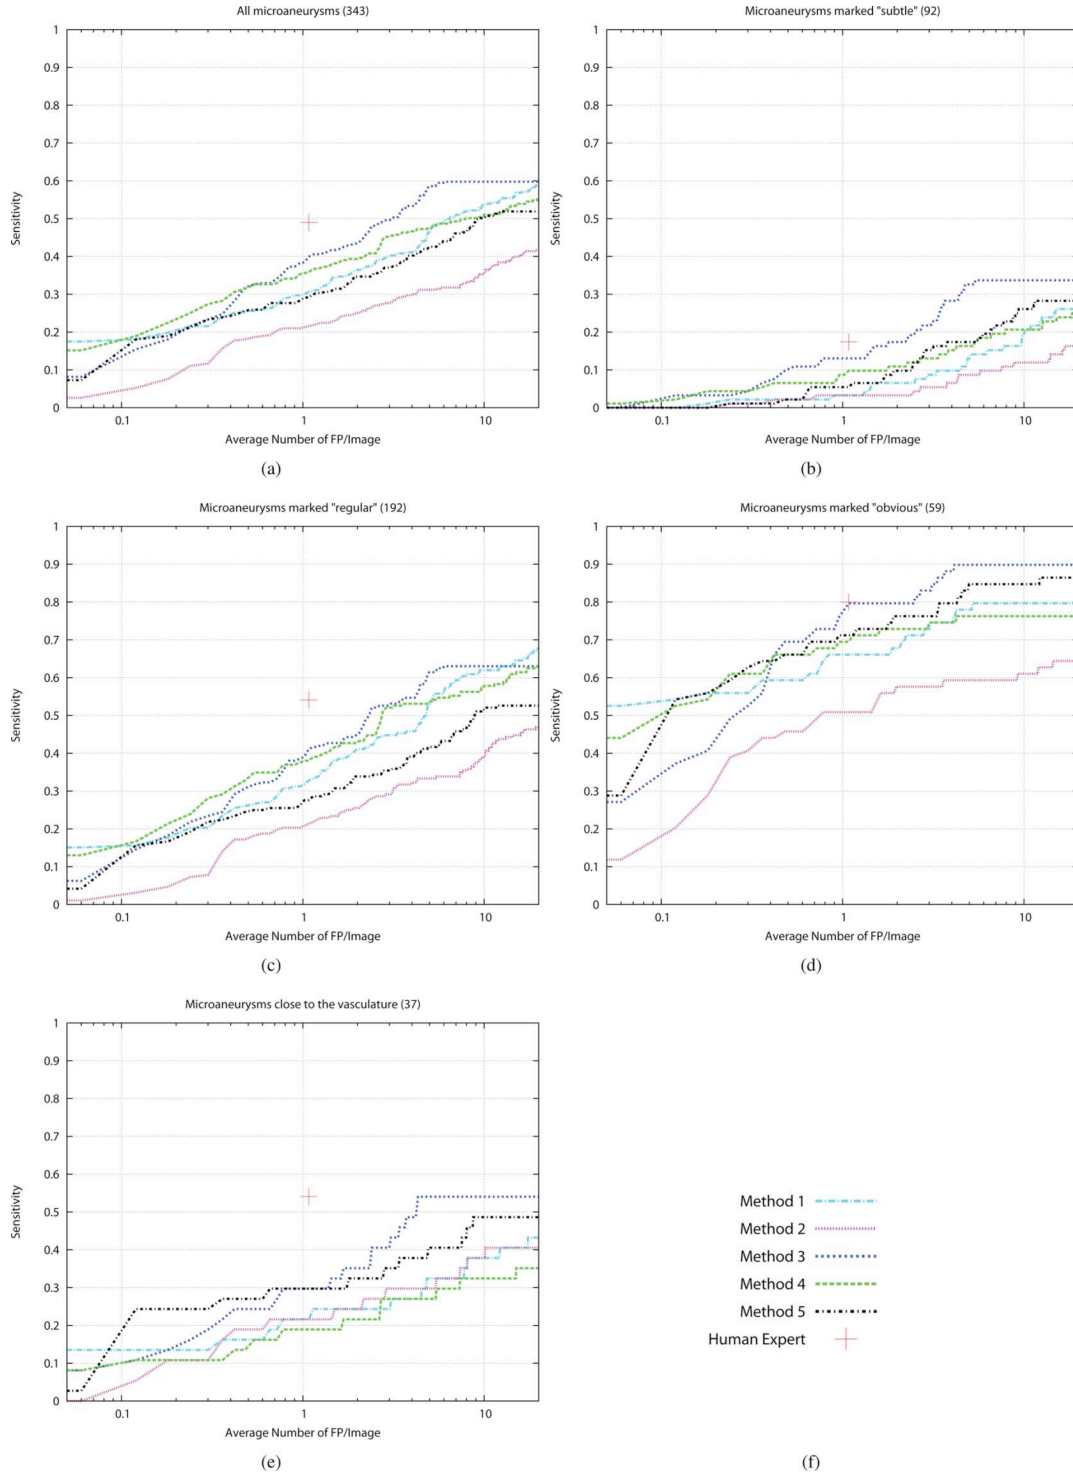 All microaneurysms (343)
1
0.9
0.8
0.7
0.6
0.5
0.4
0.3
0.2
0.1
0
Sensitivity
0.1 1 10
Average Number of FP/Image
(a)
Microaneurysms marked "subtle" (92)
1
0.9
0.8
0.7
0.6
0.5
0.4
0.3
0.2
0.1
0
Sensitivity
0.1 1 10
Average Number of FP/Image
(b)
Microaneurysms marked "regular" (192)
1
0.9
0.8
0.7
0.6
0.5
0.4
0.3
0.2
0.1
0
Sensitivity
0.1 1 10
Average Number of FP/Image
(c)
Microaneurysms marked "obvious" (59)
1
0.9
0.8
0.7
0.6
0.5
0.4
0.3
0.2
0.1
0
Sensitivity
0.1 1 10
Average Number of FP/Image
(d)
Microaneurysms close to the vasculature (37)
1
0.9
0.8
0.7
0.6
0.5
0.4
0.3
0.2
0.1
0
Sensitivity
0.1 1 10
Average Number of FP/Image
(e)
Method 1
Method 2
Method 3
Method 4
Method 5
Human Expert
(f)